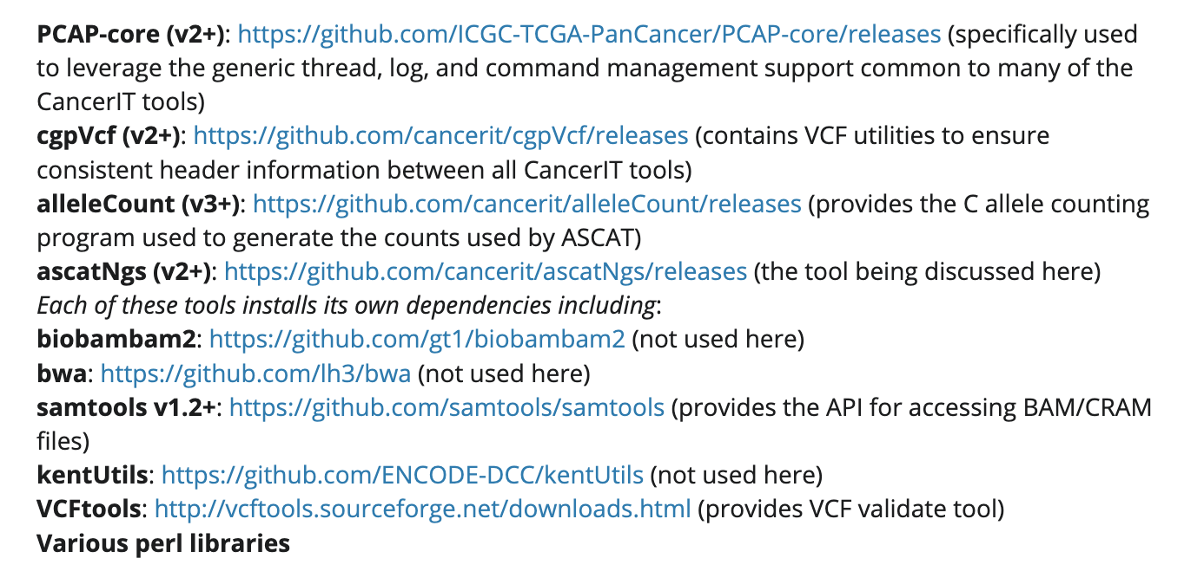 PCAP-core (v2+): https://github.com/ICGC-TCGA-PanCancer/PCAP-core/releases (specifically used
to leverage the generic thread, log, and command management support common to many of the
CancerIT tools)
cgpVcf (v2+): https://github.com/cancerit/cgpVcf/releases (contains VCF utilities to ensure
consistent header information between all CancerIT tools)
alleleCount (v3+): https://github.com/cancerit/alleleCount/releases (provides the C allele counting
program used to generate the counts used by ASCAT)
ascatNgs (v2+): https://github.com/cancerit/ascatNgs/releases (the tool being discussed here)
Each of these tools installs its own dependencies including:
biobambam2: https://github.com/gt1/biobambam2 (not used here)
bwa: https://github.com/lh3/bwa (not used here)
samtools v1.2+: https://github.com/samtools/samtools (provides the API for accessing BAM/CRAM
files)
kentUtils: https://github.com/ENCODE-DCC/kentUtils (not used here)
VCFtools: http://vcftools.sourceforge.net/downloads.html (provides VCF validate tool)
Various perl libraries